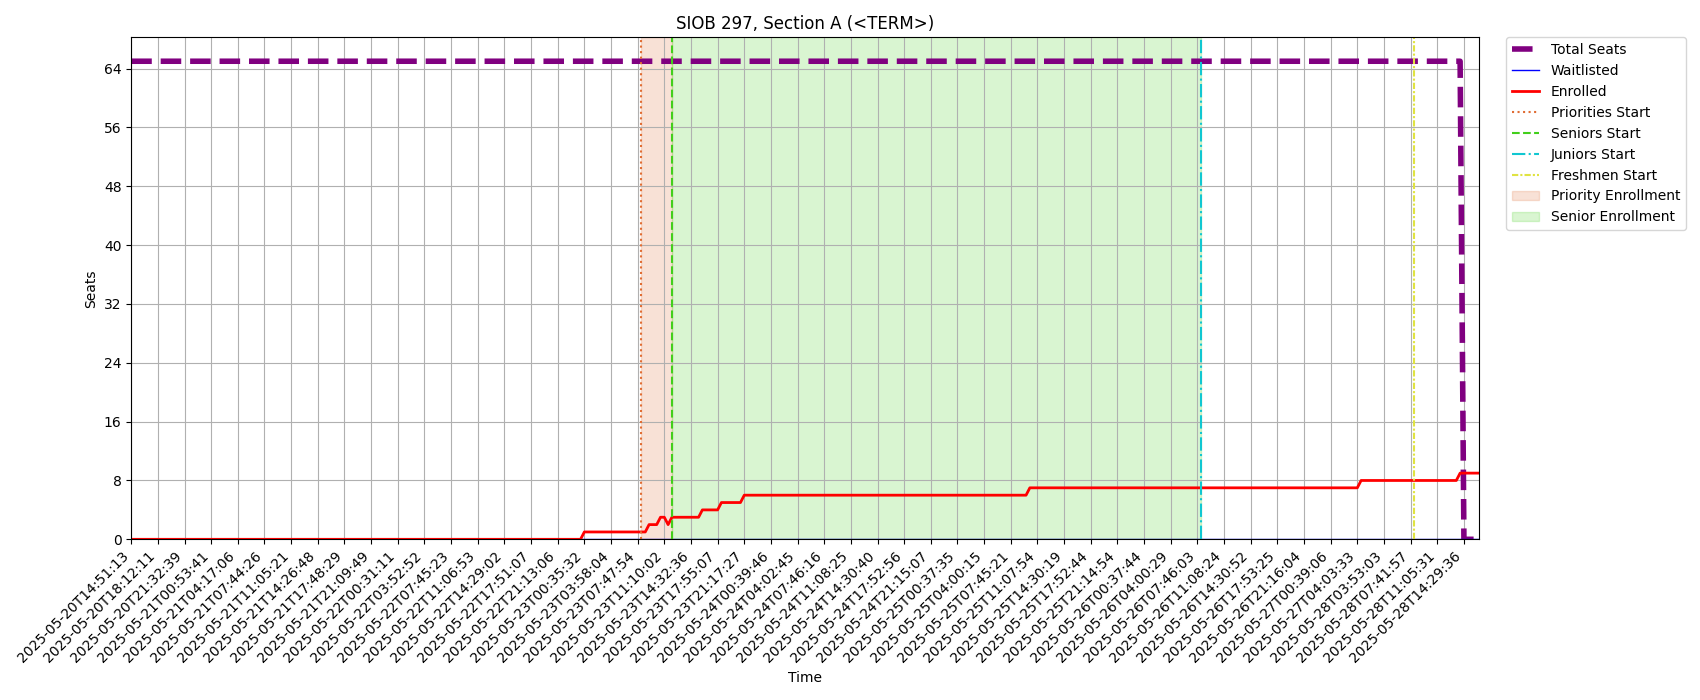 SIOB 297, Section A (<TERM>)
Total Seats
Waitlisted
Enrolled
Priorities Start
Seniors Start
Juniors Start
Freshmen Start
Priority Enrollment
Senior Enrollment
Seats
64
56
48
40
32
24
16
8
0
2025-05-20T14:51:13
2025-05-20T18:12:11
2025-05-20T21:32:39
2025-05-21T00:53:41
2025-05-21T04:17:06
2025-05-21T07:44:26
2025-05-21T11:05:21
2025-05-21T14:26:48
2025-05-21T17:48:29
2025-05-21T21:09:49
2025-05-22T00:31:11
2025-05-22T03:52:52
2025-05-22T07:45:23
2025-05-22T11:06:53
2025-05-22T14:29:02
2025-05-22T17:51:07
2025-05-22T21:13:06
2025-05-23T00:35:32
2025-05-23T03:58:04
2025-05-23T07:47:54
2025-05-23T11:10:02
2025-05-23T14:32:36
2025-05-23T17:55:07
2025-05-23T21:17:27
2025-05-24T00:39:46
2025-05-24T04:02:45
2025-05-24T07:46:16
2025-05-24T11:08:25
2025-05-24T14:30:40
2025-05-24T17:52:56
2025-05-24T21:15:07
2025-05-25T00:37:35
2025-05-25T04:00:15
2025-05-25T07:45:21
2025-05-25T11:07:54
2025-05-25T14:30:19
2025-05-25T17:52:44
2025-05-25T21:14:54
2025-05-26T00:37:44
2025-05-26T04:00:29
2025-05-26T07:46:03
2025-05-26T11:08:24
2025-05-26T14:30:52
2025-05-26T17:53:25
2025-05-26T21:16:04
2025-05-27T00:39:06
2025-05-27T04:03:33
2025-05-28T03:53:03
2025-05-28T07:41:57
2025-05-28T11:05:31
2025-05-28T14:29:36
Time